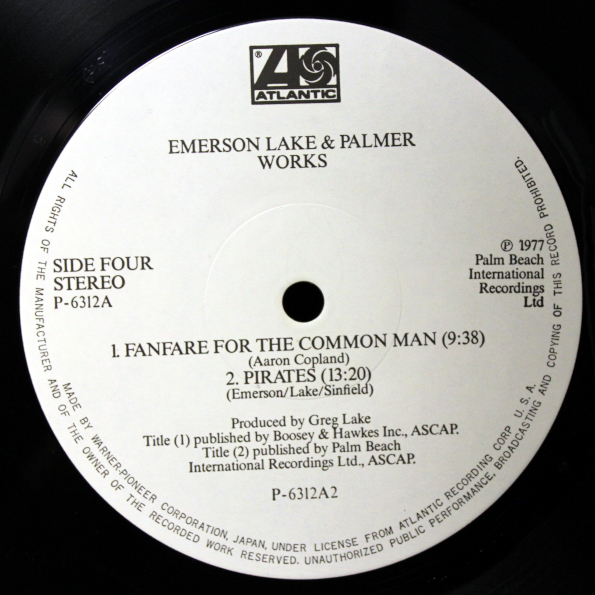 ®
ATLANTIC
EMERSON LAKE & PALMER
WORKS
SIDE FOUR
STEREO
P-6312A
℗ 1977
Palm Beach
International
Recordings
Ltd
1. FANFARE FOR THE COMMON MAN (9:38)
(Aaron Copland)
2. PIRATES (13:20)
(Emerson/Lake/Sinfield)
Produced by Greg Lake
Title (1) published by Boosey & Hawkes Inc., ASCAP.
Title (2) published by Palm Beach
International Recordings Ltd., ASCAP.
P-6312A2
MADE BY WARNER-PIONEER CORPORATION, JAPAN, UNDER LICENSE FROM ATLANTIC RECORDING CORP. U. S. A.
ALL RIGHTS OF THE MANUFACTURER AND OF THE OWNER OF THE RECORDED WORK RESERVED. UNAUTHORIZED PUBLIC PERFORMANCE, BROADCASTING AND COPYING OF THIS RECORD PROHIBITED.